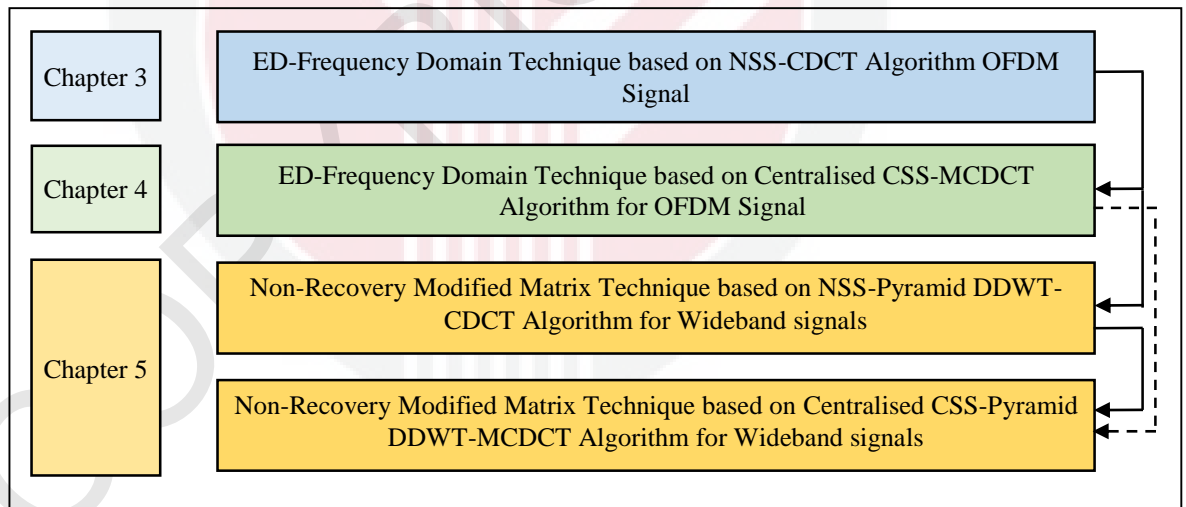 Chapter 3
ED-Frequency Domain Technique based on NSS-CDCT Algorithm OFDM
Signal
Chapter 4
ED-Frequency Domain Technique based on Centralised CSS-MCDCT
Algorithm for OFDM Signal
Chapter 5
Non-Recovery Modified Matrix Technique based on NSS-Pyramid DDWT-
CDCT Algorithm for Wideband signals
Non-Recovery Modified Matrix Technique based on Centralised CSS-Pyramid
DDWT-MCDCT Algorithm for Wideband signals